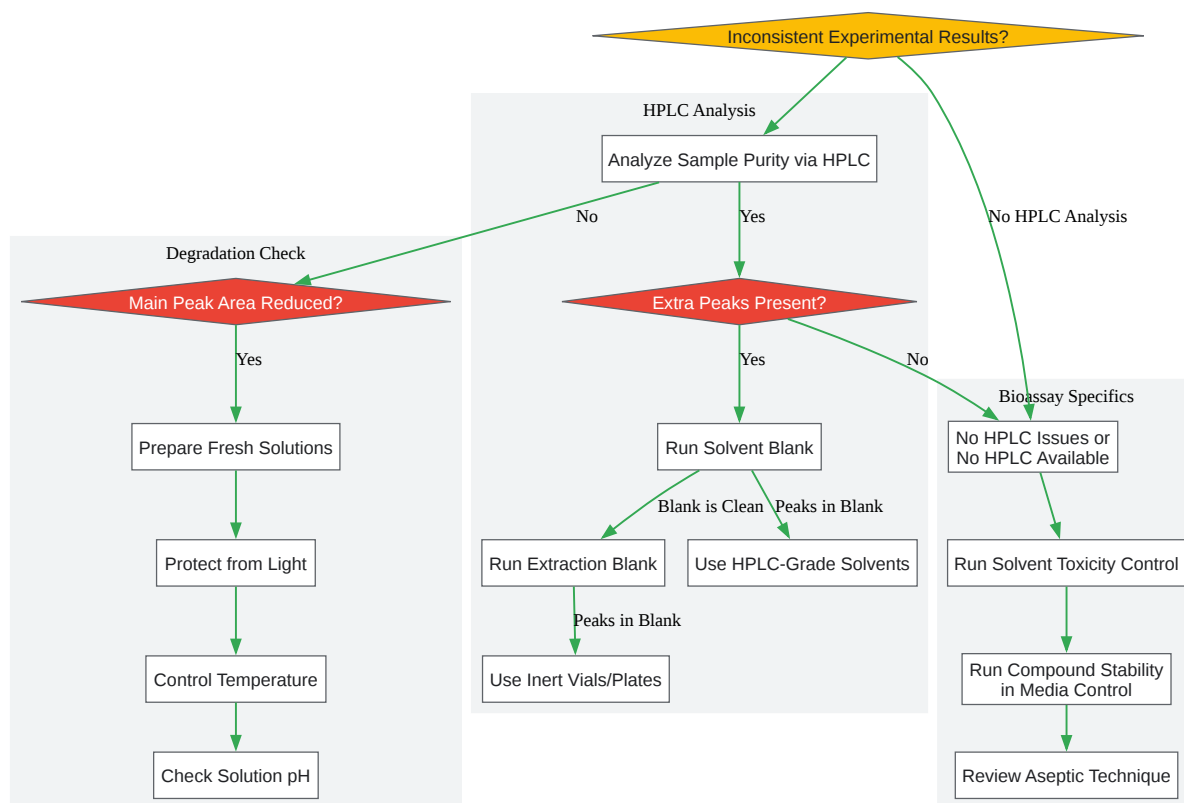 Inconsistent Experimental Results?
HPLC Analysis
Analyze Sample Purity via HPLC
No
Yes
No HPLC Analysis
Degradation Check
Main Peak Area Reduced?
Extra Peaks Present?
Yes
Yes
No
Bioassay Specifics
Prepare Fresh Solutions
Run Solvent Blank
No HPLC Issues or
No HPLC Available
Blank is Clean
Peaks in Blank
Protect from Light
Run Extraction Blank
Use HPLC-Grade Solvents
Run Solvent Toxicity Control
Peaks in Blank
Control Temperature
Use Inert Vials/Plates
Run Compound Stability
in Media Control
Check Solution pH
Review Aseptic Technique